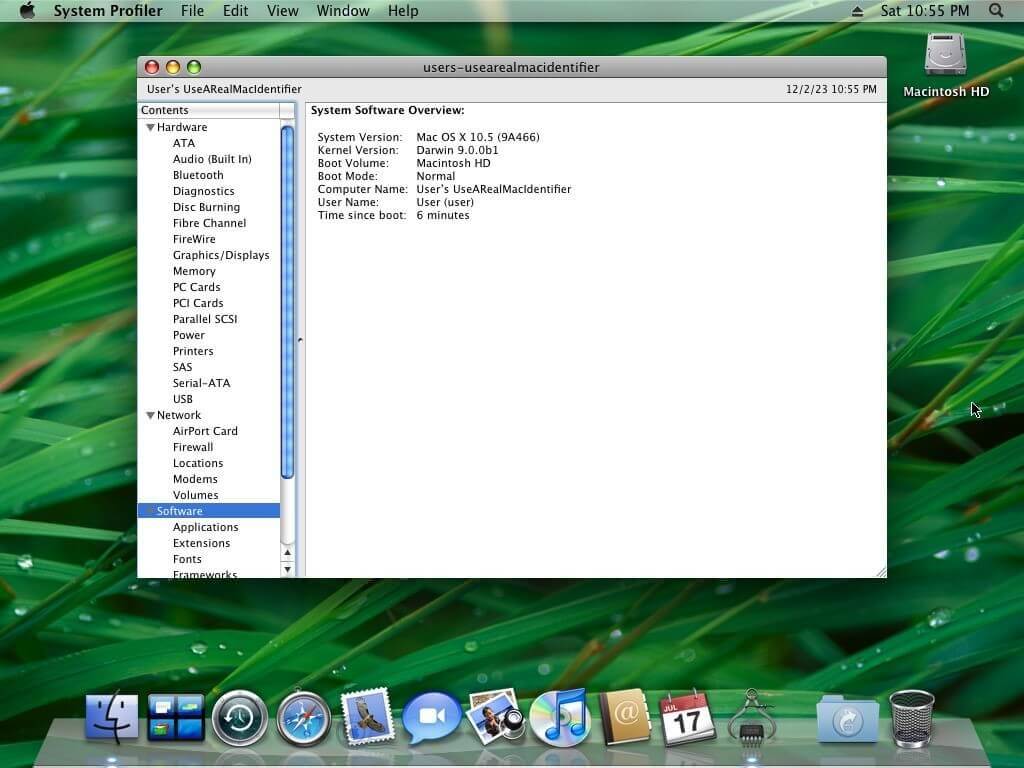 System Profiler File Edit View Window Help Sat 10:55 PM
Macintosh HD
users-usearealmacidentifier
User's UseARealMacIdentifier 12/2/23 10:55 PM
Contents
Hardware
ATA
Audio (Built In)
Bluetooth
Diagnostics
Disc Burning
Fibre Channel
FireWire
Graphics/Displays
Memory
PC Cards
PCI Cards
Parallel SCSI
Power
Printers
SAS
Serial-ATA
USB
Network
AirPort Card
Firewall
Locations
Modems
Volumes
Software
Applications
Extensions
Fonts
Frameworks
System Software Overview:
System Version: Mac OS X 10.5 (9A466)
Kernel Version: Darwin 9.0.0b1
Boot Volume: Macintosh HD
Boot Mode: Normal
Computer Name: User's UseARealMacIdentifier
User Name: User (user)
Time since boot: 6 minutes
@
JUL
17